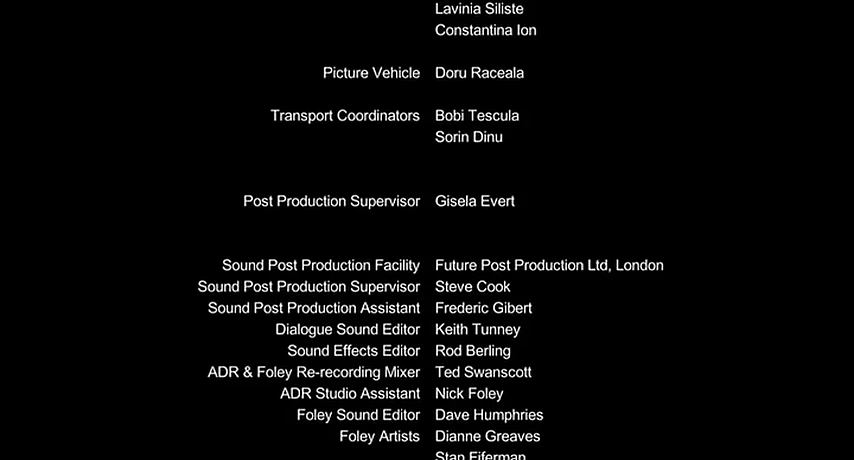 Lavinia Siliste
Constantina Ion
Picture Vehicle Doru Raceala
Transport Coordinators Bobi Tescula
Sorin Dinu
Post Production Supervisor Gisela Evert
Sound Post Production Facility Future Post Production Ltd, London
Sound Post Production Supervisor Steve Cook
Sound Post Production Assistant Frederic Gibert
Dialogue Sound Editor Keith Tunney
Sound Effects Editor Rod Berling
ADR & Foley Re-recording Mixer Ted Swanscott
ADR Studio Assistant Nick Foley
Foley Sound Editor Dave Humphries
Foley Artists Dianne Greaves
Stan Fiferman